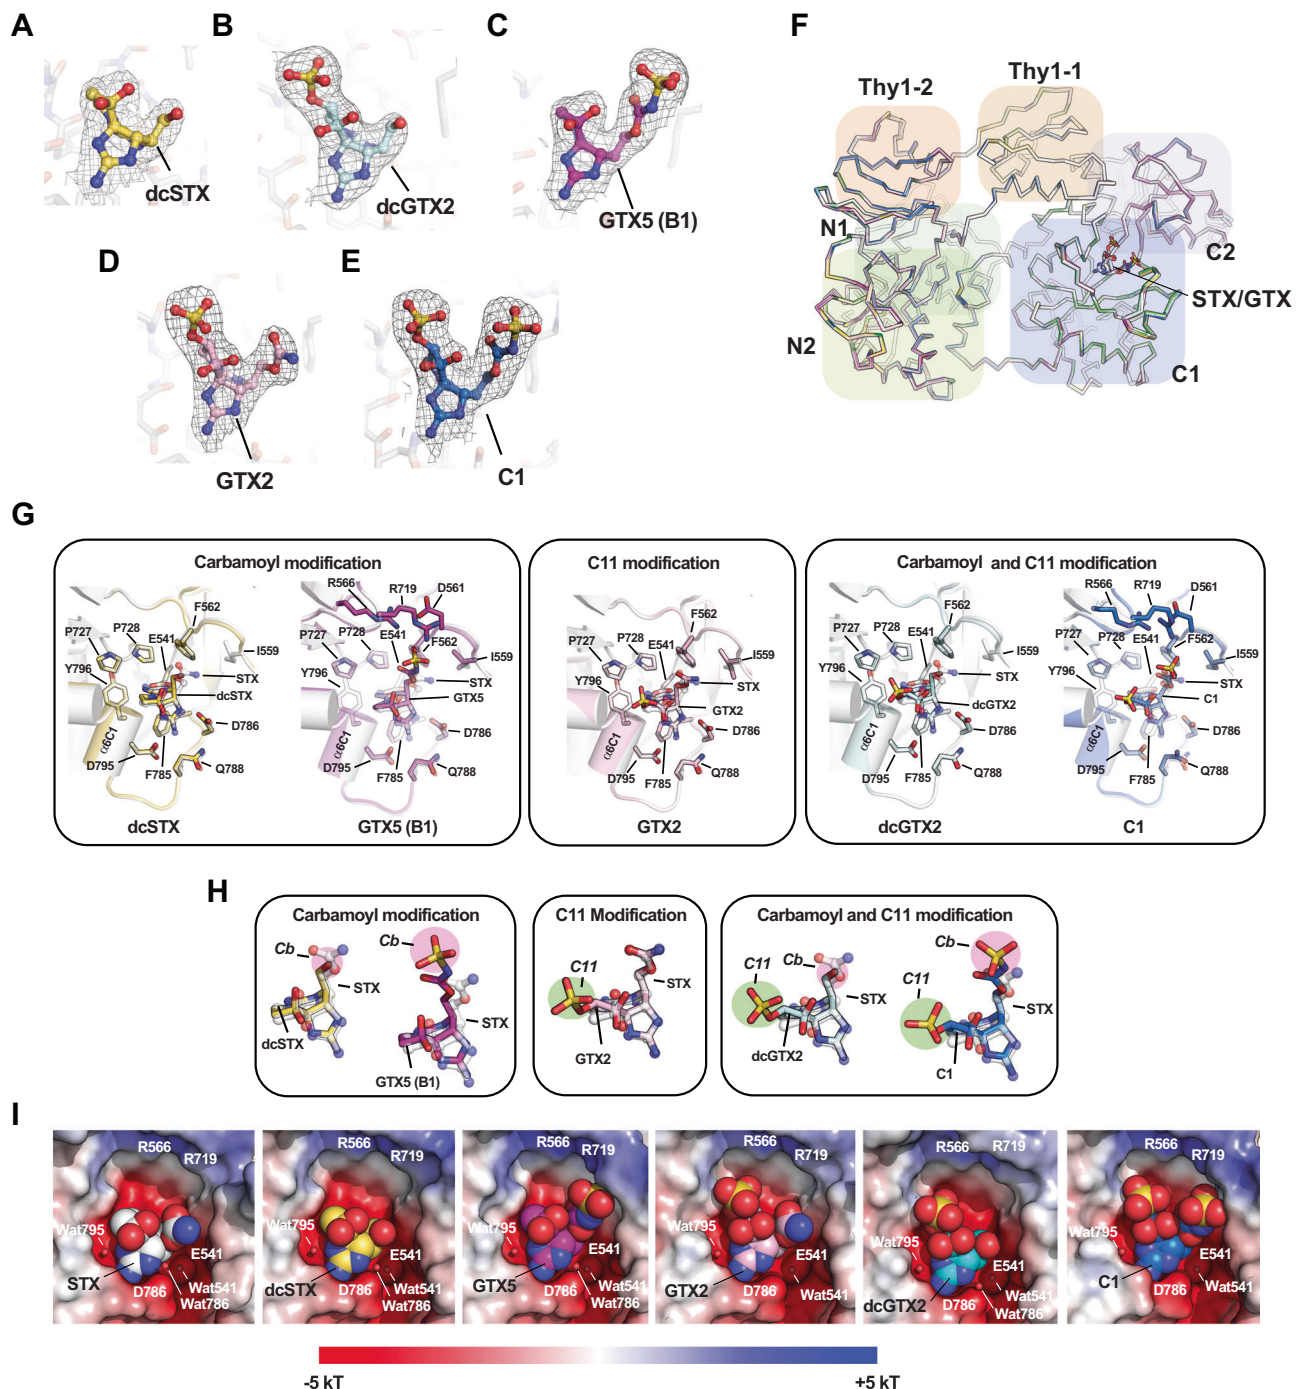 A
B
C
F
dcSTX
dcGTX2
GTX5 (B1)
Thy1-2
Thy1-1
N1
C2
STX/GTX
N2
C1
D
E
GTX2
C1
G
Carbamoyl modification
R566
R719
D561
F562
P727
P728
E541
I559
Y796
STX
dcSTX
D786
α6C1
D795
F785
Q788
P727
P728
E541
F562
I559
Y796
STX
GTX5
D786
α6C1
D795
F785
Q788
dcSTX
GTX5 (B1)
C11 modification
F562
P727
P728
E541
I559
Y796
STX
GTX2
D786
α6C1
D795
F785
Q788
GTX2
Carbamoyl and C11 modification
F562
P727
P728
E541
I559
Y796
STX
dcGTX2
D786
α6C1
D795
F785
Q788
R566
R719
D561
P727
P728
E541
F562
I559
Y796
STX
C1
D786
α6C1
D795
F785
Q788
dcGTX2
C1
H
Carbamoyl modification
Cb
STX
dcSTX
Cb
STX
GTX5 (B1)
C11 Modification
C11
STX
GTX2
Carbamoyl and C11 modification
Cb
C11
STX
dcGTX2
Cb
C11
STX
C1
I
R566
R719
Wat795
E541
STX
D786
Wat541
Wat786
R566
R719
Wat795
E541
dcSTX
D786
Wat541
Wat786
R566
R719
Wat795
E541
GTX5
D786
Wat541
Wat786
R566
R719
Wat795
E541
GTX2
D786
Wat541
R566
R719
Wat795
E541
dcGTX2
D786
Wat541
Wat786
R566
R719
Wat795
E541
C1
D786
Wat541
-5 kT
+5 kT